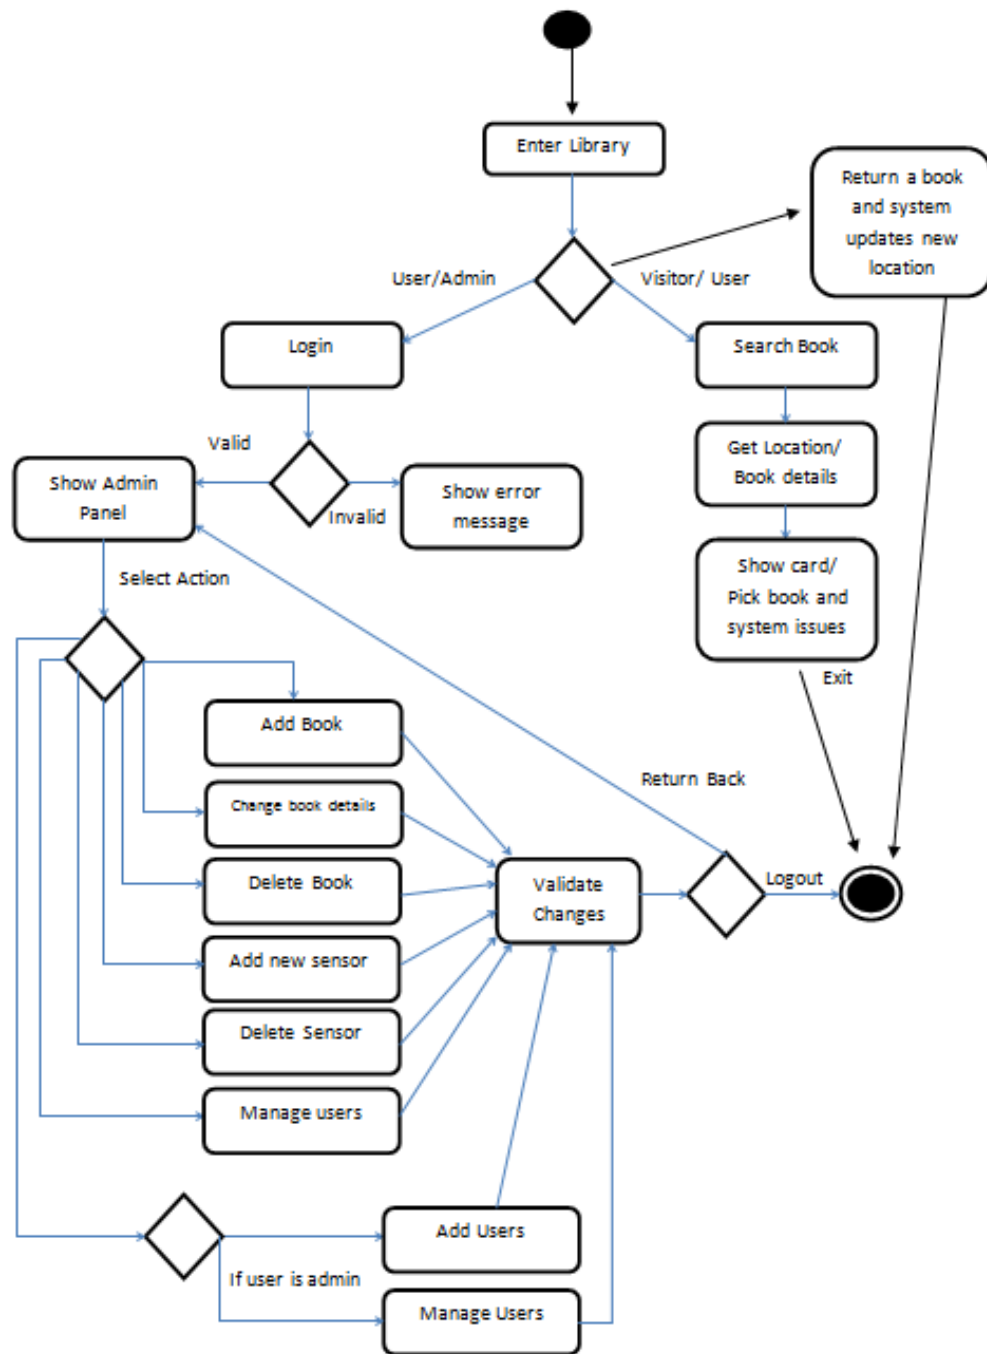 Enter Library
Return a book
and system
updates new
location
User/Admin
Visitor/ User
Login
Search Book
Valid
Invalid
Show Admin
Panel
Show error
message
Get Location/
Book details
Select Action
Show card/
Pick book and
system issues
Exit
Add Book
Change book details
Return Back
Delete Book
Validate
Changes
Logout
Add new sensor
Delete Sensor
Manage users
Add Users
If user is admin
Manage Users